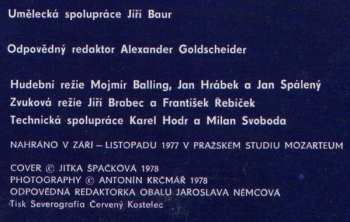 Umělecká spolupráce Jiří Baur
Odpovědný redaktor Alexander Goldscheider
Hudební režie Mojmír Balling, Jan Hrábek a Jan Spálený
Zvuková režie Jiří Brabec a František Řebíček
Technická spolupráce Karel Hodr a Milan Svoboda
NAHRÁNO V ZÁŘÍ – LISTOPADU 1977 V PRAŽSKÉM STUDIU MOZARTEUM
COVER © JITKA ŠPAČKOVÁ 1978
PHOTOGRAPHY © ANTONÍN KRČMÁŘ 1978
ODPOVĚDNÁ REDAKTORKA OBALU JAROSLAVA NĚMCOVÁ
Tisk Severografia Červený Kostelec